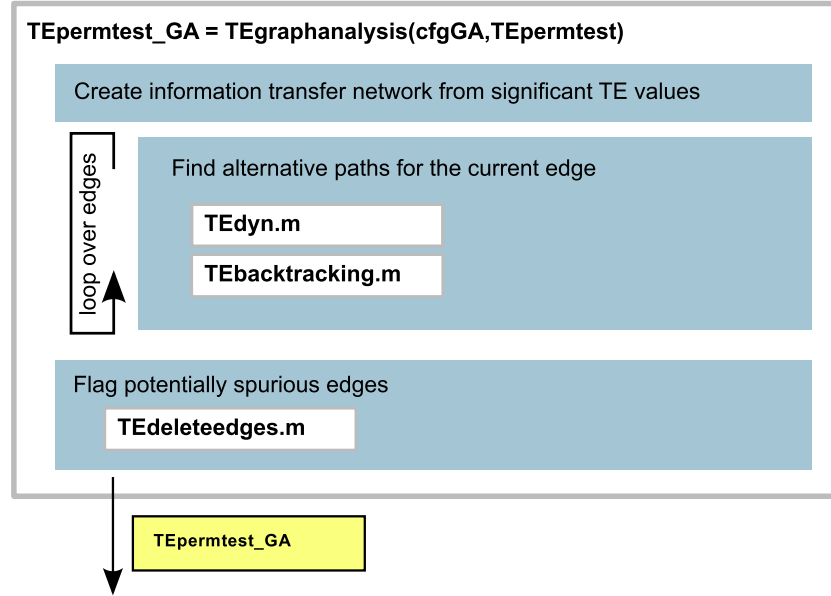 TEpermtest_GA = TEgraphanalysis(cfgGA,TEpermtest)
Create information transfer network from significant TE values
loop over edges
Find alternative paths for the current edge
TEdyn.m
TEbacktracking.m
Flag potentially spurious edges
TEdeleteedges.m
TEpermtest_GA